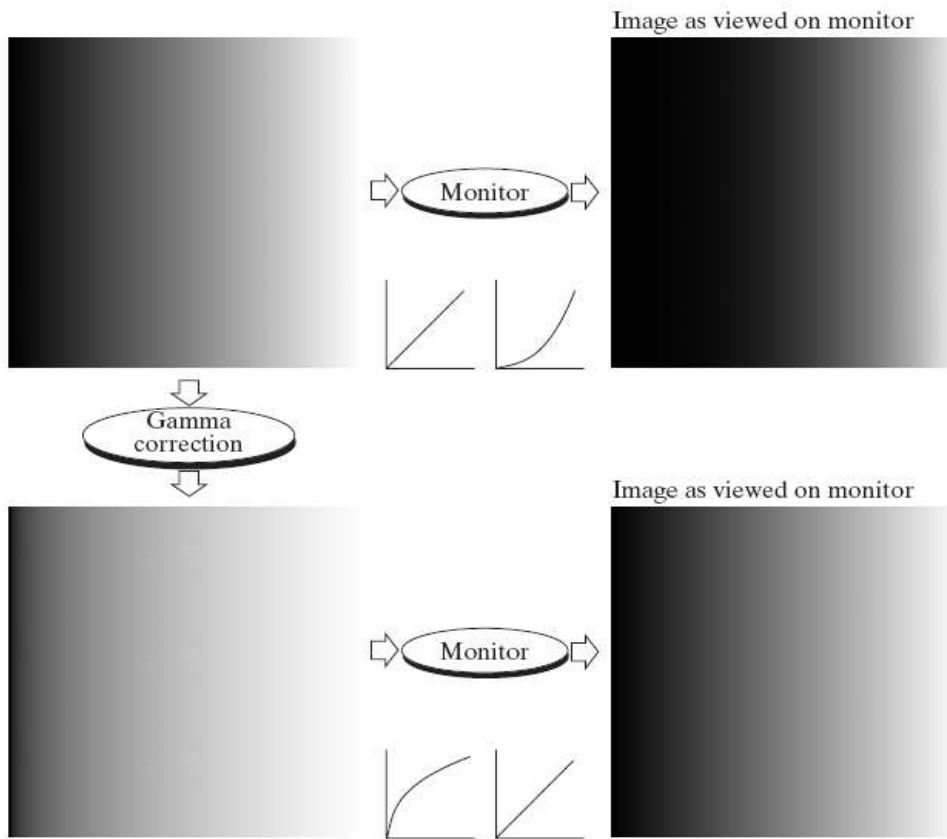 Image as viewed on monitor
Monitor
Gamma
correction
Image as viewed on monitor
Monitor